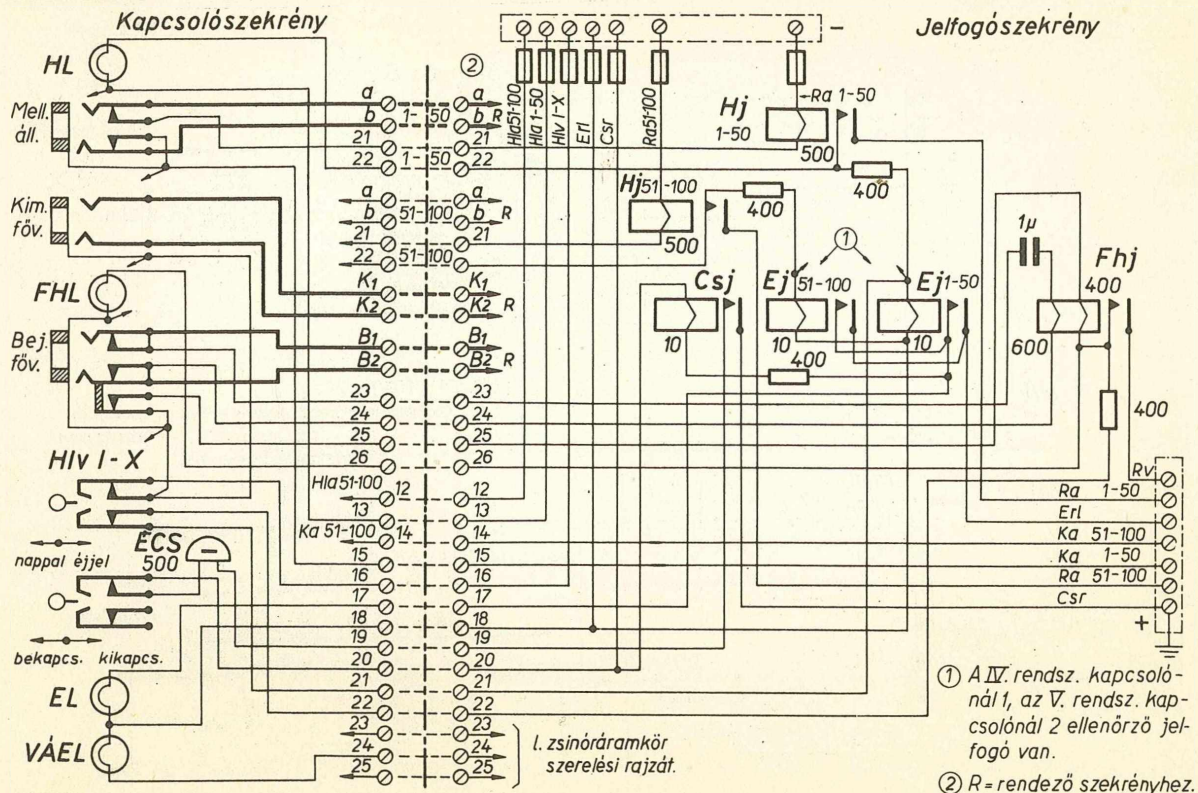 Kapcsolószekrény
Jelfogószekrény
HL
Mell.
áll.
Kim.
főv.
FHL
Bej.
főv.
HIv I-X
nappal éjjel
ÉCS
500
bekapcs. kikapcs.
EL
VÁEL
a
b
1-50
21
22
1-50
a
b
51-100
21
22
51-100
K1
K2
B1
B2
23
24
25
26
Hla51-100
12
13
Ka 51-100
14
15
16
17
18
19
20
21
22
23
24
25
②
a
b R
21
22
a
b R
21
22
K1
K2 R
B1
B2 R
23
24
25
26
12
13
14
15
16
17
18
19
20
21
22
23
24
25
l. zsinóráramkör
szerelési rajzát.
-
Hla51-100
Hla 1-50
Hlv I-X
Erl
Csr
Ra51-100
Ra 1-50
Hj
1-50
500
400
Hj51-100
500
400
①
Csj
10
Ej 51-100
10
400
Ej1-50
10
1μ
Fhj
400
600
400
Rv
Ra 1-50
Erl
Ka 51-100
Ka 1-50
Ra 51-100
Csr
+
① A IV. rendsz. kapcsoló-
nál 1, az V. rendsz. kap-
csolónál 2 ellenőrző jel-
fogó van.
② R = rendező szekrényhez.